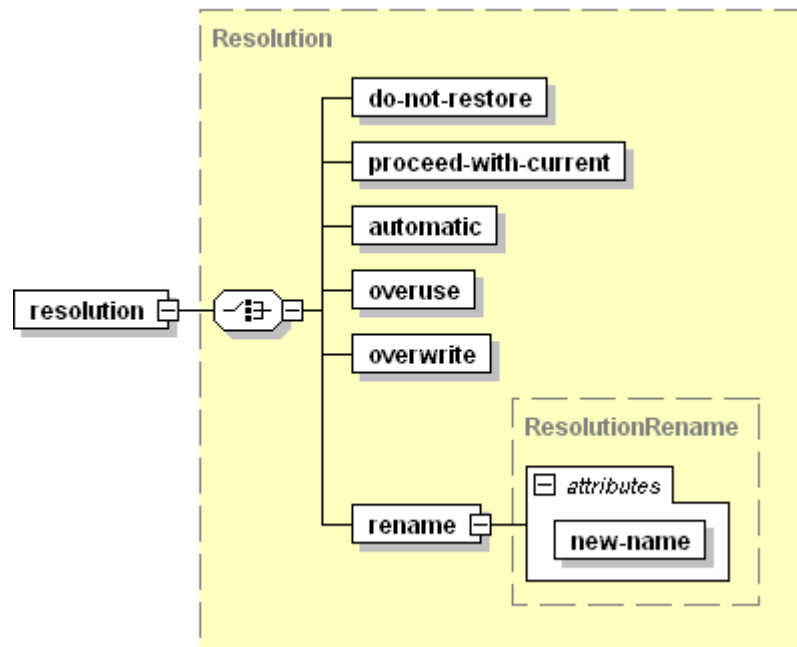 Resolution
do-not-restore
proceed-with-current
automatic
resolution
overuse
overwrite
ResolutionRename
attributes
rename
new-name